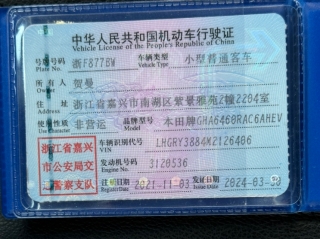 中华人民共和国机动车行驶证
Vehicle License of the People's Republic of China
号牌号码 浙F877BW 车辆类型 小型普通客车
Plate No. Vehicle Type
所有人 贺曼
Owner
住址 浙江省嘉兴市南湖区紫景雅苑2幢2204室
Address
使用性质 非营运 品牌型号 本田牌GHA6460RAC6AHEV
Use Character Model
浙江省嘉兴市公安局交通警察支队
车辆识别代号 LHGRY3884M2126406
VIN
发动机号码 3120536
Engine No.
注册日期 2021-11-03 发证日期 2024-03-30
Register Date Issue Date